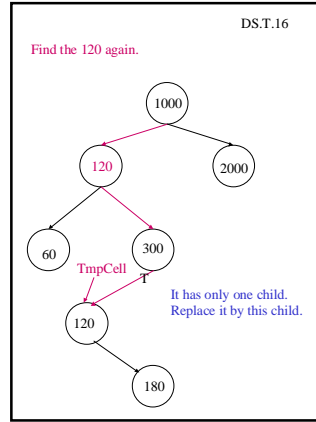 DS.T.16
Find the 120 again.
1000
120
2000
60
300
TmpCell
T
It has only one child.
Replace it by this child.
120
180